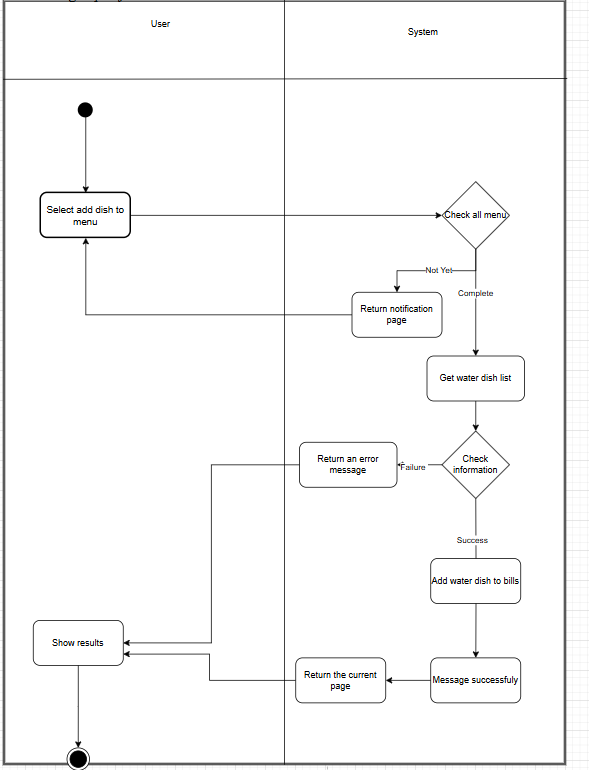 User
System
Select add dish to
menu
Check all menu
Not Yet
Complete
Return notification
page
Get water dish list
Return an error
message
Failure
Check
information
Success
Add water dish to bills
Show results
Return the current
page
Message successfuly